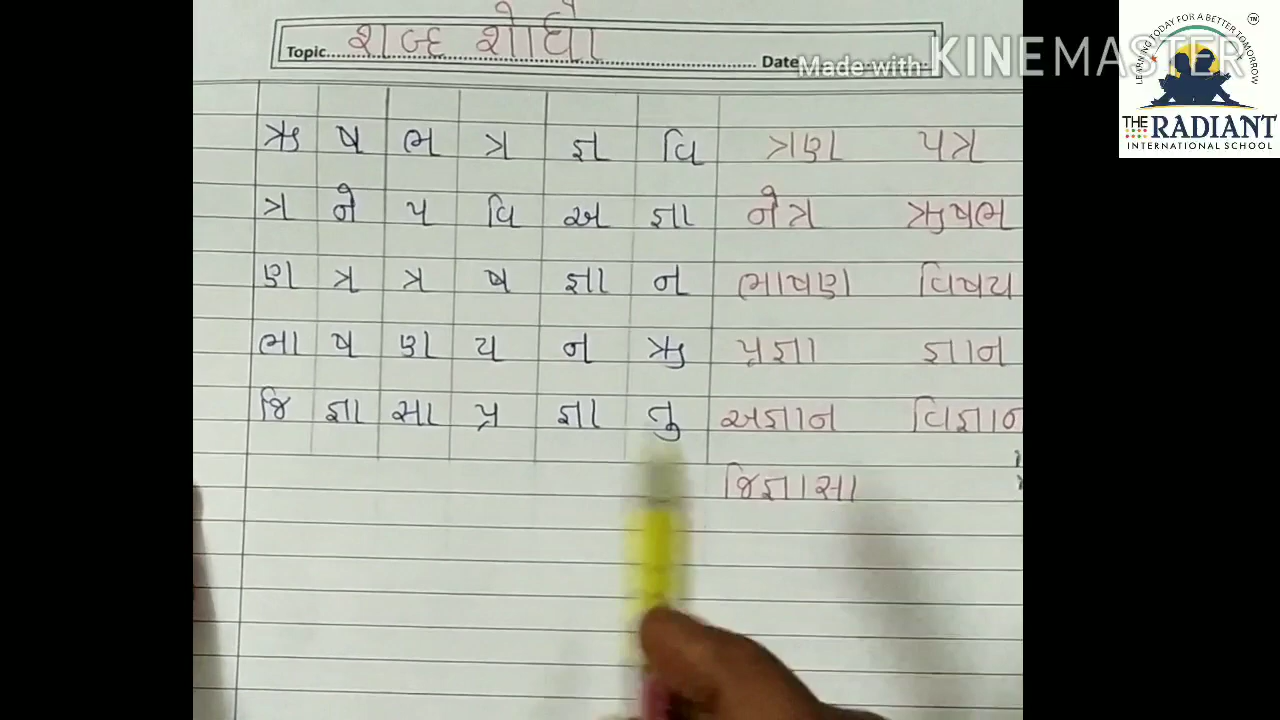 Topic શબ્દ શોધો Date
Made with KINEMASTER
LEARNING TODAY FOR A BETTER TOMORROW
TM
THE RADIANT
INTERNATIONAL SCHOOL
ઋ ષ ભ ત્ર જ્ઞ વિ ત્રણ પત્ર
ત્ર ને પ વિ અ જ્ઞા નેત્ર ઋષભ
ણ ત્ર ત્ર ષ જ્ઞા ન ભાષણ વિષય
ભા ષ ણ ય ન ઋ પ્રજ્ઞા જ્ઞાન
જિ જ્ઞા સા પ્ર જ્ઞા તુ અજ્ઞાન વિજ્ઞાન
જિજ્ઞાસા